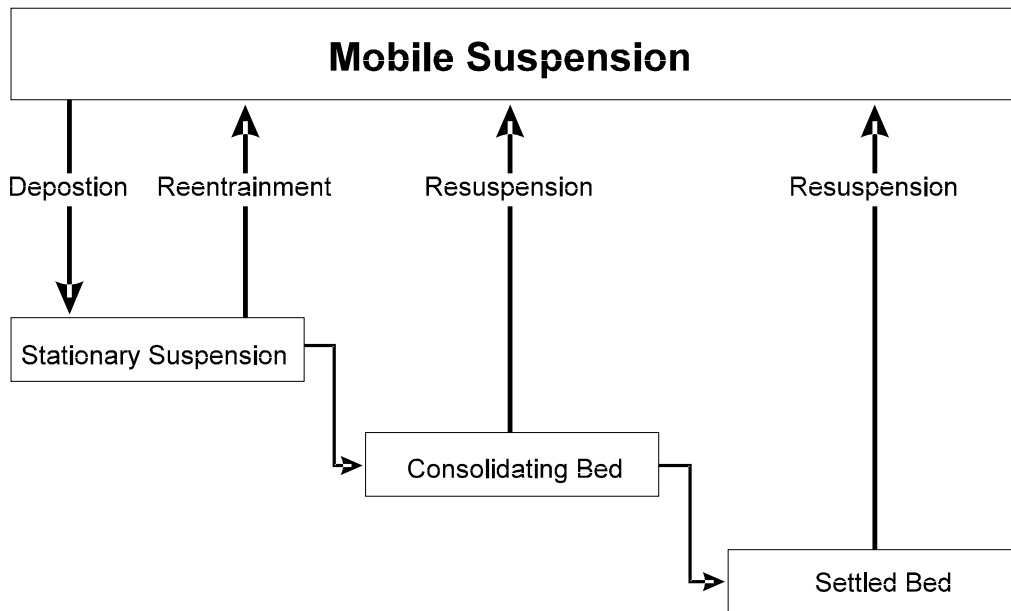 Mobile Suspension
Depostion
Reentrainment
Resuspension
Resuspension
Stationary Suspension
Consolidating Bed
Settled Bed